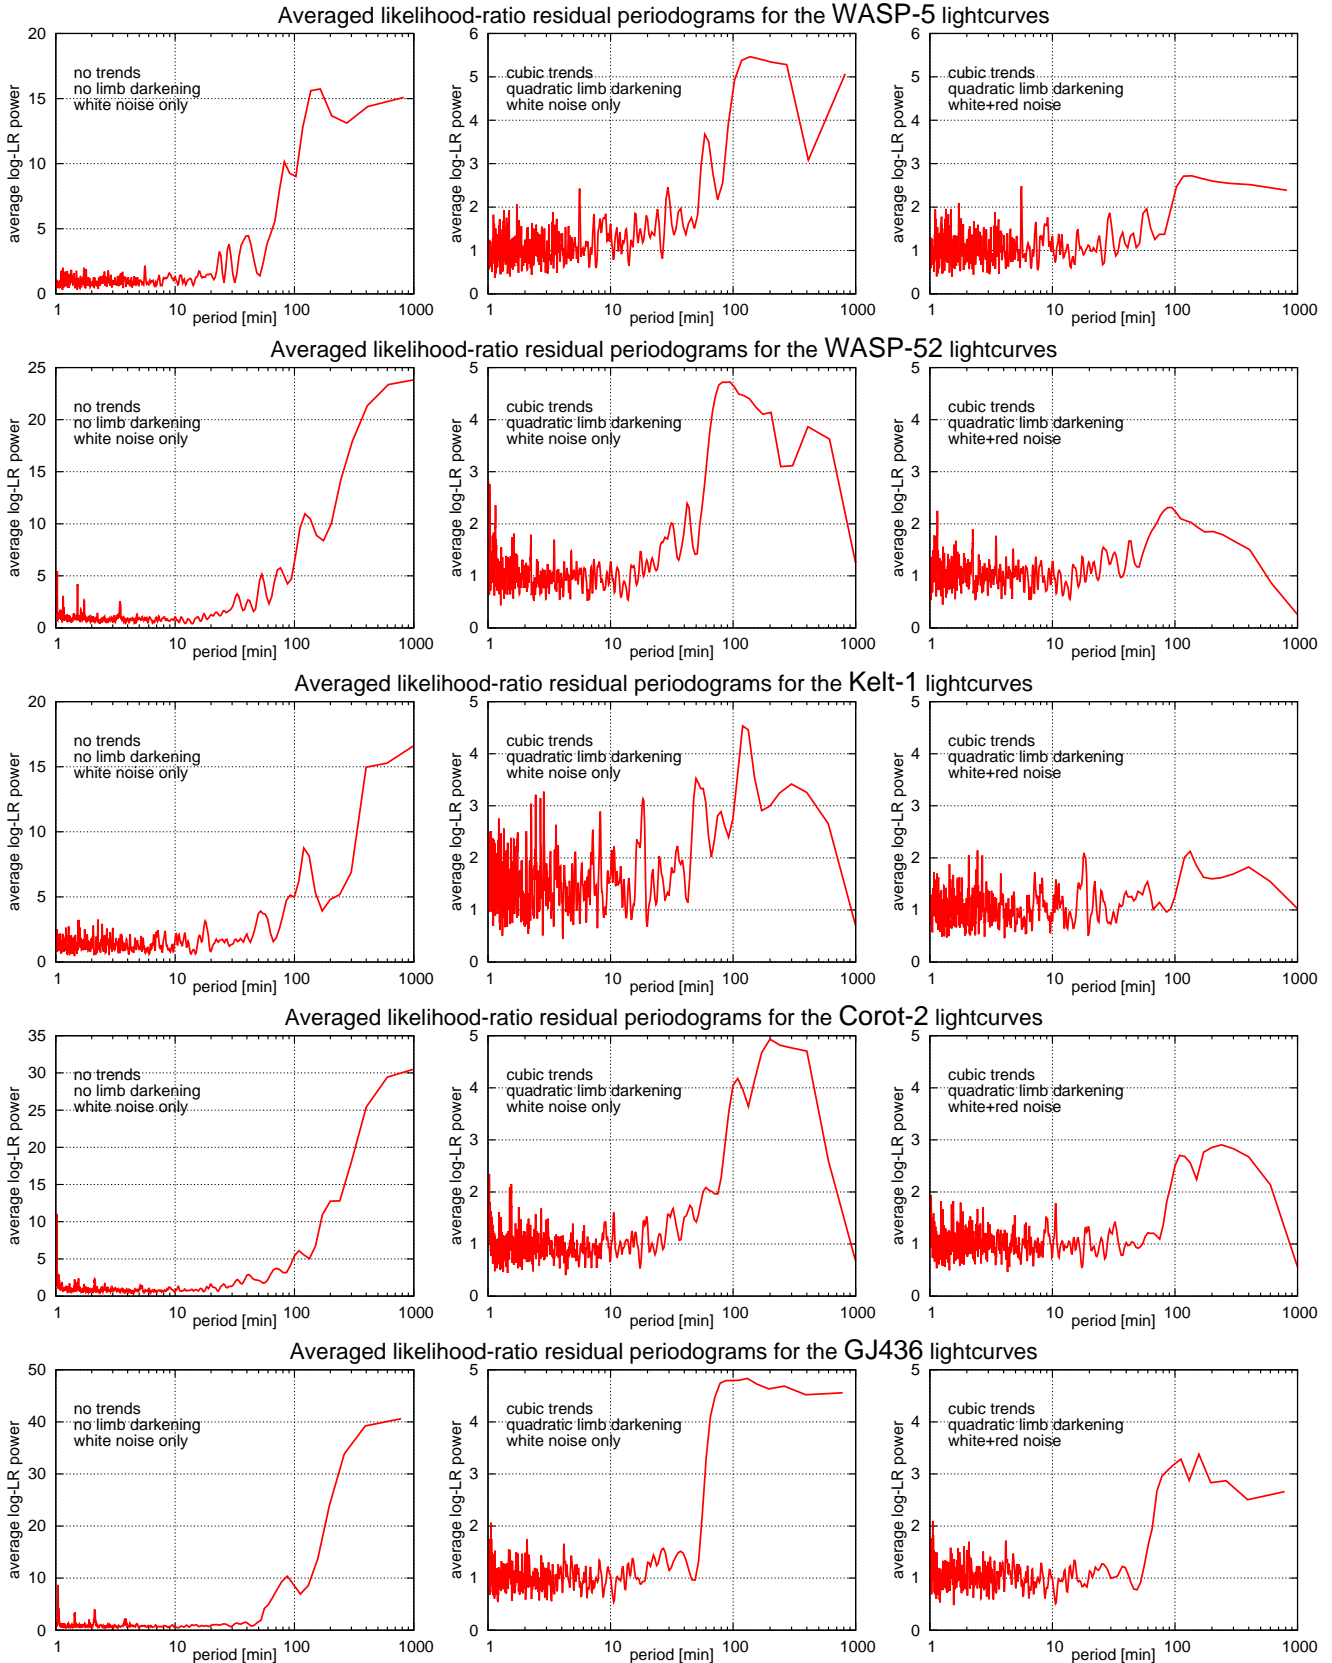 Averaged likelihood-ratio residual periodograms for the WASP-5 lightcurves
average log-LR power
0 5 10 15 20
no trends
no limb darkening
white noise only
1 10 100 1000
period [min]
average log-LR power
0 1 2 3 4 5 6
cubic trends
quadratic limb darkening
white noise only
1 10 100 1000
period [min]
average log-LR power
0 1 2 3 4 5 6
cubic trends
quadratic limb darkening
white+red noise
1 10 100 1000
period [min]
Averaged likelihood-ratio residual periodograms for the WASP-52 lightcurves
average log-LR power
0 5 10 15 20 25
no trends
no limb darkening
white noise only
1 10 100 1000
period [min]
average log-LR power
0 1 2 3 4 5
cubic trends
quadratic limb darkening
white noise only
1 10 100 1000
period [min]
average log-LR power
0 1 2 3 4 5
cubic trends
quadratic limb darkening
white+red noise
1 10 100 1000
period [min]
Averaged likelihood-ratio residual periodograms for the Kelt-1 lightcurves
average log-LR power
0 5 10 15 20
no trends
no limb darkening
white noise only
1 10 100 1000
period [min]
average log-LR power
0 1 2 3 4 5
cubic trends
quadratic limb darkening
white noise only
1 10 100 1000
period [min]
average log-LR power
0 1 2 3 4 5
cubic trends
quadratic limb darkening
white+red noise
1 10 100 1000
period [min]
Averaged likelihood-ratio residual periodograms for the Corot-2 lightcurves
average log-LR power
0 5 10 15 20 25 30 35
no trends
no limb darkening
white noise only
1 10 100 1000
period [min]
average log-LR power
0 1 2 3 4 5
cubic trends
quadratic limb darkening
white noise only
1 10 100 1000
period [min]
average log-LR power
0 1 2 3 4 5
cubic trends
quadratic limb darkening
white+red noise
1 10 100 1000
period [min]
Averaged likelihood-ratio residual periodograms for the GJ436 lightcurves
average log-LR power
0 10 20 30 40 50
no trends
no limb darkening
white noise only
1 10 100 1000
period [min]
average log-LR power
0 1 2 3 4 5
cubic trends
quadratic limb darkening
white noise only
1 10 100 1000
period [min]
average log-LR power
0 1 2 3 4 5
cubic trends
quadratic limb darkening
white+red noise
1 10 100 1000
period [min]